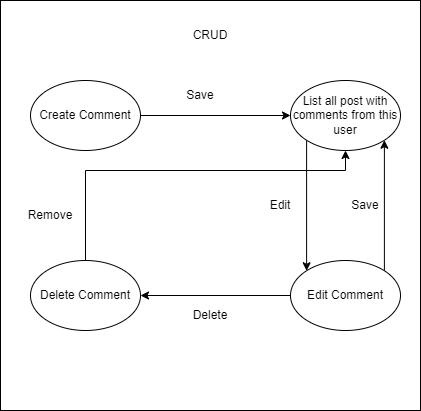 CRUD
Save
Create Comment
List all post with
comments from this
user
Remove
Edit
Save
Delete Comment
Edit Comment
Delete